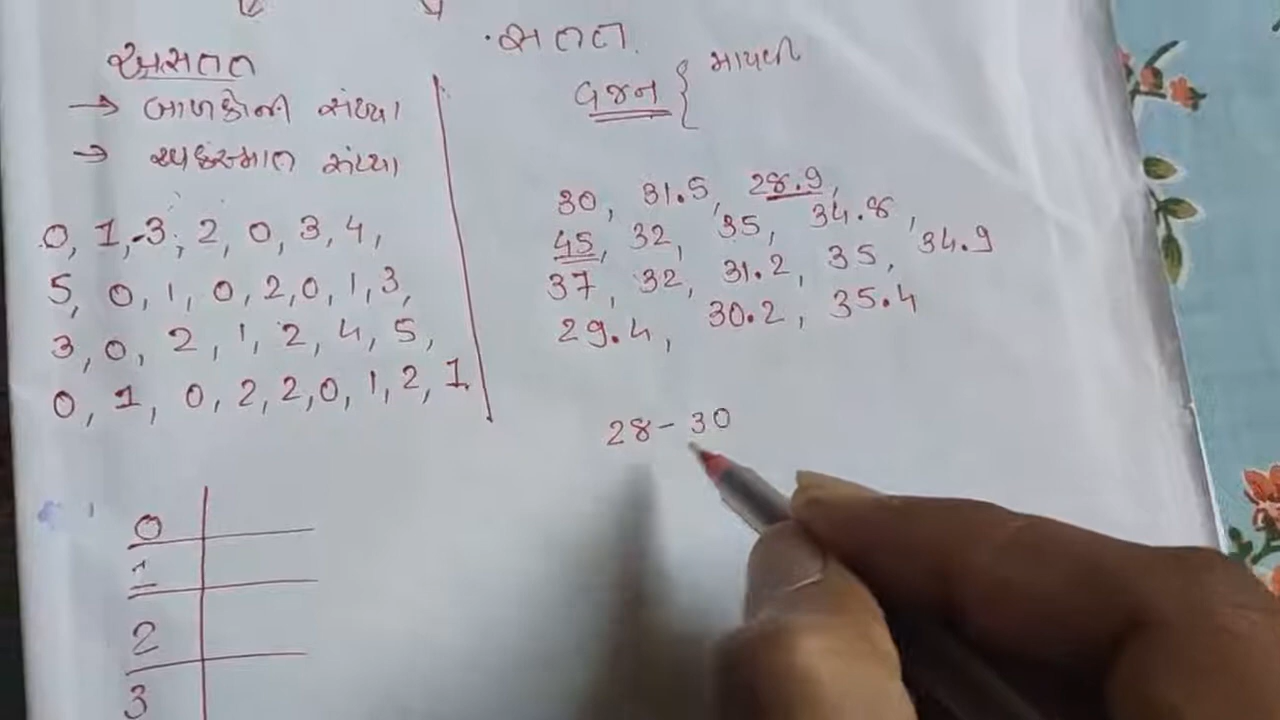 અસતત
→ બાળકોની સંખ્યા
→ અકસ્માત સંખ્યા
0, 1, 3, 2, 0, 3, 4,
5, 0, 1, 0, 2, 0, 1, 3,
3, 0, 2, 1, 2, 4, 5,
0, 1, 0, 2, 2, 0, 1, 2, 1
0
1
2
3
સતત
વજન { માપણી
30, 31.5, 28.9,
45, 32, 35, 34.8,
37, 32, 31.2, 35, 34.9
29.4, 30.2, 35.4
28 - 30